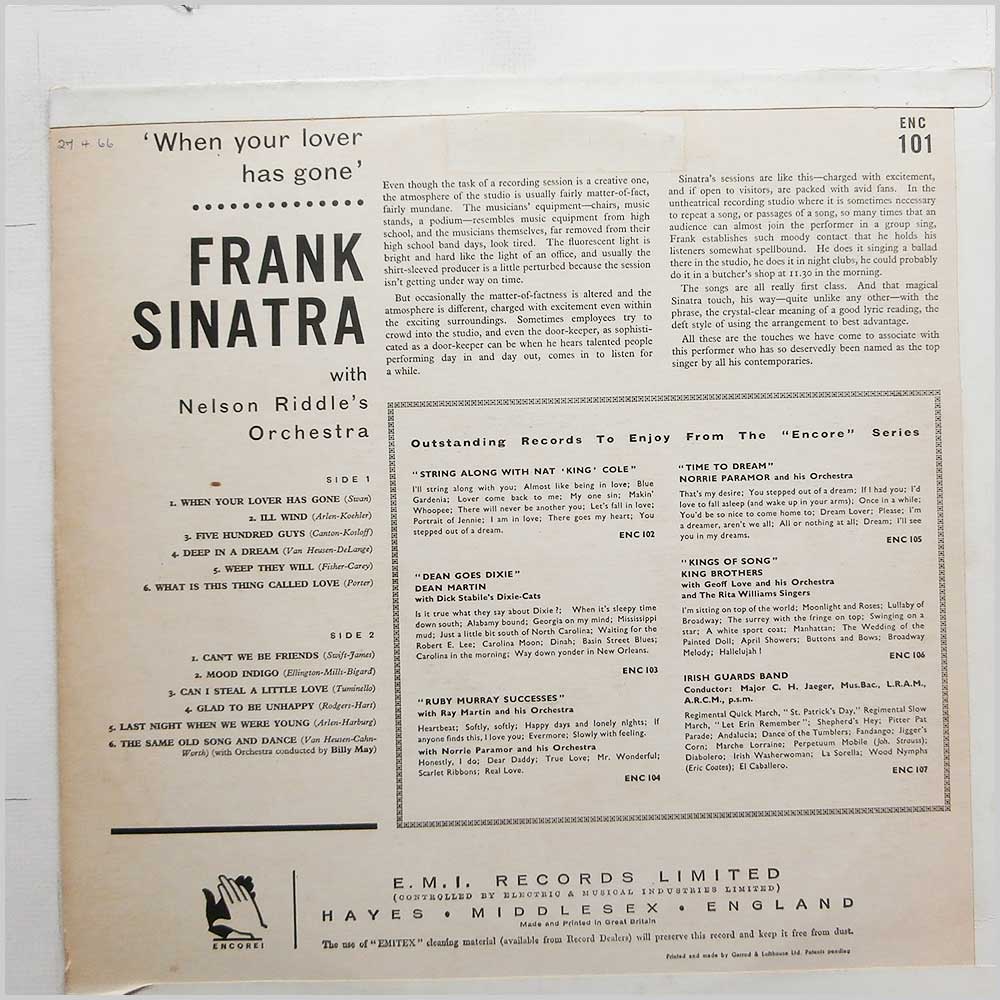 27 4 66
'When your lover
has gone'
FRANK
SINATRA
with
Nelson Riddle's
Orchestra
SIDE 1
1. WHEN YOUR LOVER HAS GONE (Swan)
2. ILL WIND (Arlen-Koehler)
3. FIVE HUNDRED GUYS (Canton-Kosloff)
4. DEEP IN A DREAM (Van Heusen-DeLange)
5. WEEP THEY WILL (Fisher-Carey)
6. WHAT IS THIS THING CALLED LOVE (Porter)
SIDE 2
1. CAN'T WE BE FRIENDS (Swift-James)
2. MOOD INDIGO (Ellington-Mills-Bigard)
3. CAN I STEAL A LITTLE LOVE (Tuminello)
4. GLAD TO BE UNHAPPY (Rodgers-Hart)
5. LAST NIGHT WHEN WE WERE YOUNG (Arlen-Harburg)
6. THE SAME OLD SONG AND DANCE (Van Heusen-Cahn-
Worth) (with Orchestra conducted by Billy May)
Even though the task of a recording session is a creative one,
the atmosphere of the studio is usually fairly matter-of-fact,
fairly mundane. The musicians' equipment—chairs, music
stands, a podium—resembles music equipment from high
school, and the musicians themselves, far removed from their
high school band days, look tired. The fluorescent light is
bright and hard like the light of an office, and usually the
shirt-sleeved producer is a little perturbed because the session
isn't getting under way on time.
But occasionally the matter-of-factness is altered and the
atmosphere is different, charged with excitement even within
the exciting surroundings. Sometimes employees try to
crowd into the studio, and even the door-keeper, as sophisti-
cated as a door-keeper can be when he hears talented people
performing day in and day out, comes in to listen for
a while.
ENC
101
Sinatra's sessions are like this—charged with excitement,
and if open to visitors, are packed with avid fans. In the
untheatrical recording studio where it is sometimes necessary
to repeat a song, or passages of a song, so many times that an
audience can almost join the performer in a group sing,
Frank establishes such moody contact that he holds his
listeners somewhat spellbound. He does it singing a ballad
there in the studio, he does it in night clubs, he could probably
do it in a butcher's shop at 11.30 in the morning.
The songs are all really first class. And that magical
Sinatra touch, his way—quite unlike any other—with the
phrase, the crystal-clear meaning of a good lyric reading, the
deft style of using the arrangement to best advantage.
All these are the touches we have come to associate with
this performer who has so deservedly been named as the top
singer by all his contemporaries.
Outstanding Records To Enjoy From The "Encore" Series
"STRING ALONG WITH NAT 'KING' COLE"
I'll string along with you; Almost like being in love; Blue
Gardenia; Lover come back to me; My one sin; Makin'
Whoopee; There will never be another you; Let's fall in love;
Portrait of Jennie; I am in love; There goes my heart; You
stepped out of a dream.
ENC 102
"DEAN GOES DIXIE"
DEAN MARTIN
with Dick Stabile's Dixie-Cats
Is it true what they say about Dixie?; When it's sleepy time
down south; Alabamy bound; Georgia on my mind; Mississippi
mud; Just a little bit south of North Carolina; Waiting for the
Robert E. Lee; Carolina Moon; Dinah; Basin Street Blues;
Carolina in the morning; Way down yonder in New Orleans.
ENC 103
"RUBY MURRAY SUCCESSES"
with Ray Martin and his Orchestra
Heartbeat; Softly, softly; Happy days and lonely nights; If
anyone finds this, I love you; Evermore; Slowly with feeling.
with Norrie Paramor and his Orchestra
Honestly, I do; Dear Daddy; True Love; Mr. Wonderful;
Scarlet Ribbons; Real Love.
ENC 104
"TIME TO DREAM"
NORRIE PARAMOR and his Orchestra
That's my desire; You stepped out of a dream; If I had you; I'd
love to fall asleep (and wake up in your arms); Once in a while;
You'd be so nice to come home to; Dream Lover; Please; I'm
a dreamer, aren't we all; All or nothing at all; Dream; I'll see
you in my dreams.
ENC 105
"KINGS OF SONG"
KING BROTHERS
with Geoff Love and his Orchestra
and The Rita Williams Singers
I'm sitting on top of the world; Moonlight and Roses; Lullaby of
Broadway; The surrey with the fringe on top; Swinging on a
star; A white sport coat; Manhattan; The Wedding of the
Painted Doll; April Showers; Buttons and Bows; Broadway
Melody; Hallelujah!
ENC 106
IRISH GUARDS BAND
Conductor: Major C. H. Jaeger, Mus.Bac., L.R.A.M.,
A.R.C.M., p.s.m.
Regimental Quick March, "St. Patrick's Day," Regimental Slow
March, "Let Erin Remember"; Shepherd's Hey; Pitter Pat
Parade; Andalucia; Dance of the Tumblers; Fandango; Jigger's
Corn; Marche Lorraine; Perpetuum Mobile (Joh. Strauss);
Diabolero; Irish Washerwoman; La Sorella; Wood Nymphs
(Eric Coates); El Caballero.
ENC 107
ENCORE!
E.M.I. RECORDS LIMITED
(CONTROLLED BY ELECTRIC & MUSICAL INDUSTRIES LIMITED)
HAYES • MIDDLESEX • ENGLAND
Made and Printed in Great Britain
The use of "EMITEX" cleaning material (available from Record Dealers) will preserve this record and keep it free from dust.
Printed and made by Garrod & Lofthouse Ltd. Patents pending